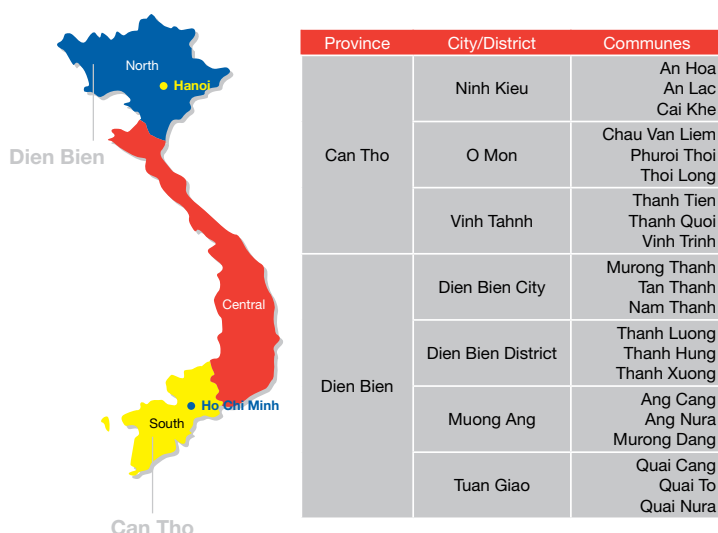 North
Hanoi
Dien Bien
Central
Ho Chi Minh
South
Can Tho
Province City/District Communes
Can Tho
Ninh Kieu
An Hoa
An Lac
Cai Khe
O Mon
Chau Van Liem
Phuroi Thoi
Thoi Long
Vinh Tahnh
Thanh Tien
Thanh Quoi
Vinh Trinh
Dien Bien
Dien Bien City
Murong Thanh
Tan Thanh
Nam Thanh
Dien Bien District
Thanh Luong
Thanh Hung
Thanh Xuong
Muong Ang
Ang Cang
Ang Nura
Murong Dang
Tuan Giao
Quai Cang
Quai To
Quai Nura